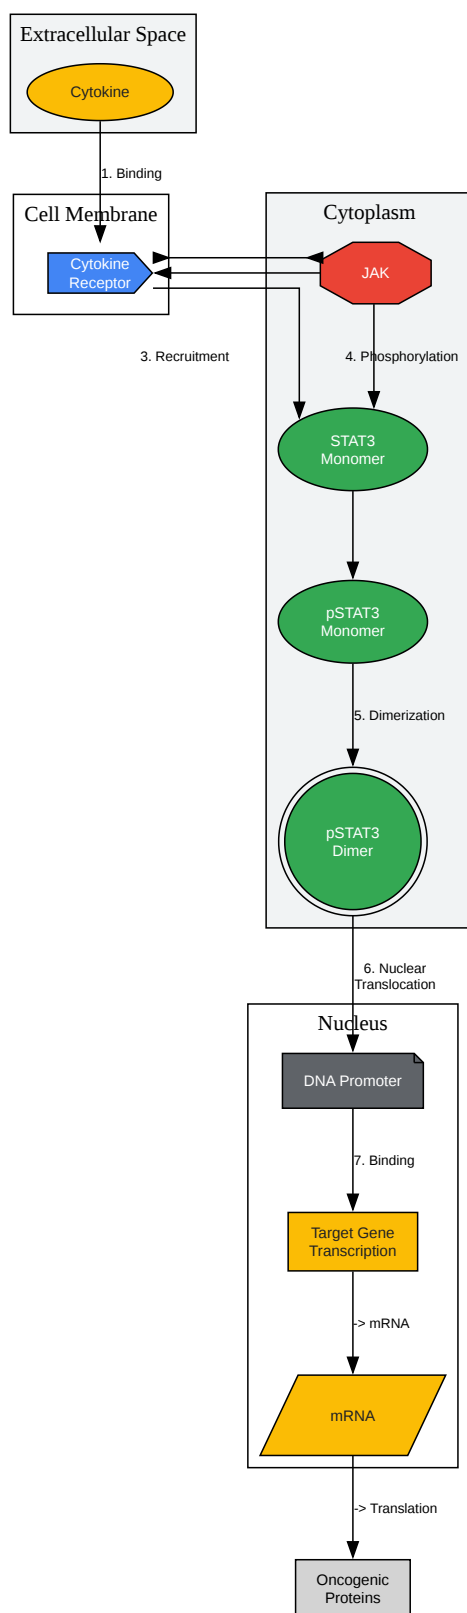 Extracellular Space
Cytokine
1. Binding
Cell Membrane
Cytokine
Receptor
Cytoplasm
JAK
3. Recruitment
4. Phosphorylation
STAT3
Monomer
pSTAT3
Monomer
5. Dimerization
pSTAT3
Dimer
6. Nuclear
Translocation
Nucleus
DNA Promoter
7. Binding
Target Gene
Transcription
-> mRNA
mRNA
-> Translation
Oncogenic
Proteins